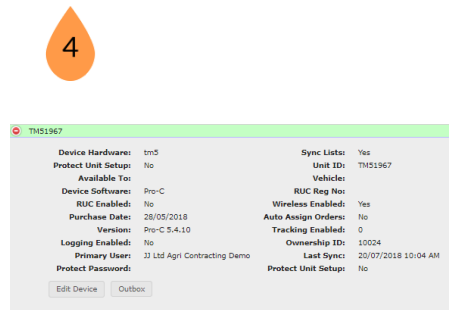 4
TM51967
Device Hardware: tm5 Sync Lists: Yes
Protect Unit Setup: No Unit ID: TM51967
Available To: Vehicle:
Device Software: Pro-C RUC Reg No:
RUC Enabled: No Wireless Enabled: Yes
Purchase Date: 28/05/2018 Auto Assign Orders: No
Version: Pro-C 5.4.10 Tracking Enabled: 0
Logging Enabled: No Ownership ID: 10024
Primary User: JJ Ltd Agri Contracting Demo Last Sync: 20/07/2018 10:04 AM
Protect Password: Protect Unit Setup: No
Edit Device Outbox